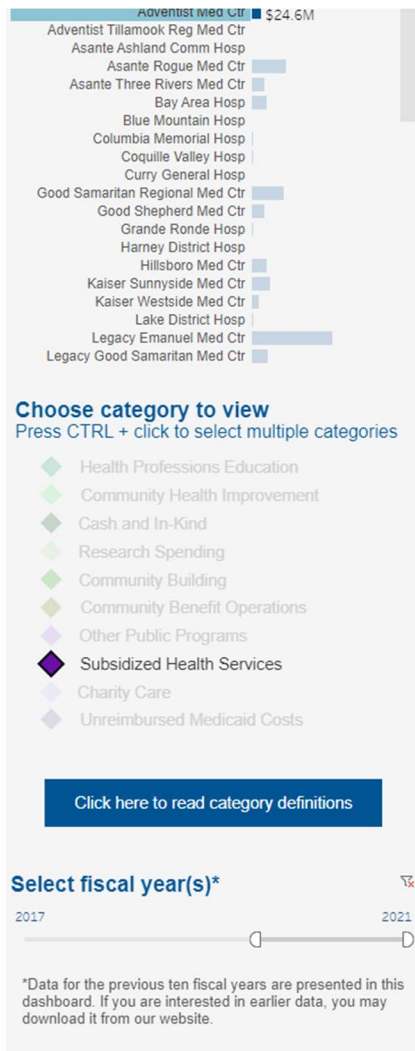 Adventist Med Ctr $24.6M
Adventist Tillamook Reg Med Ctr
Asante Ashland Comm Hosp
Asante Rogue Med Ctr
Asante Three Rivers Med Ctr
Bay Area Hosp
Blue Mountain Hosp
Columbia Memorial Hosp
Coquille Valley Hosp
Curry General Hosp
Good Samaritan Regional Med Ctr
Good Shepherd Med Ctr
Grande Ronde Hosp
Harney District Hosp
Hillsboro Med Ctr
Kaiser Sunnyside Med Ctr
Kaiser Westside Med Ctr
Lake District Hosp
Legacy Emanuel Med Ctr
Legacy Good Samaritan Med Ctr
Choose category to view
Press CTRL + click to select multiple categories
Health Professions Education
Community Health Improvement
Cash and In-Kind
Research Spending
Community Building
Community Benefit Operations
Other Public Programs
Subsidized Health Services
Charity Care
Unreimbursed Medicaid Costs
Click here to read category definitions
Select fiscal year(s)*
2017 2021
*Data for the previous ten fiscal years are presented in this
dashboard. If you are interested in earlier data, you may
download it from our website.